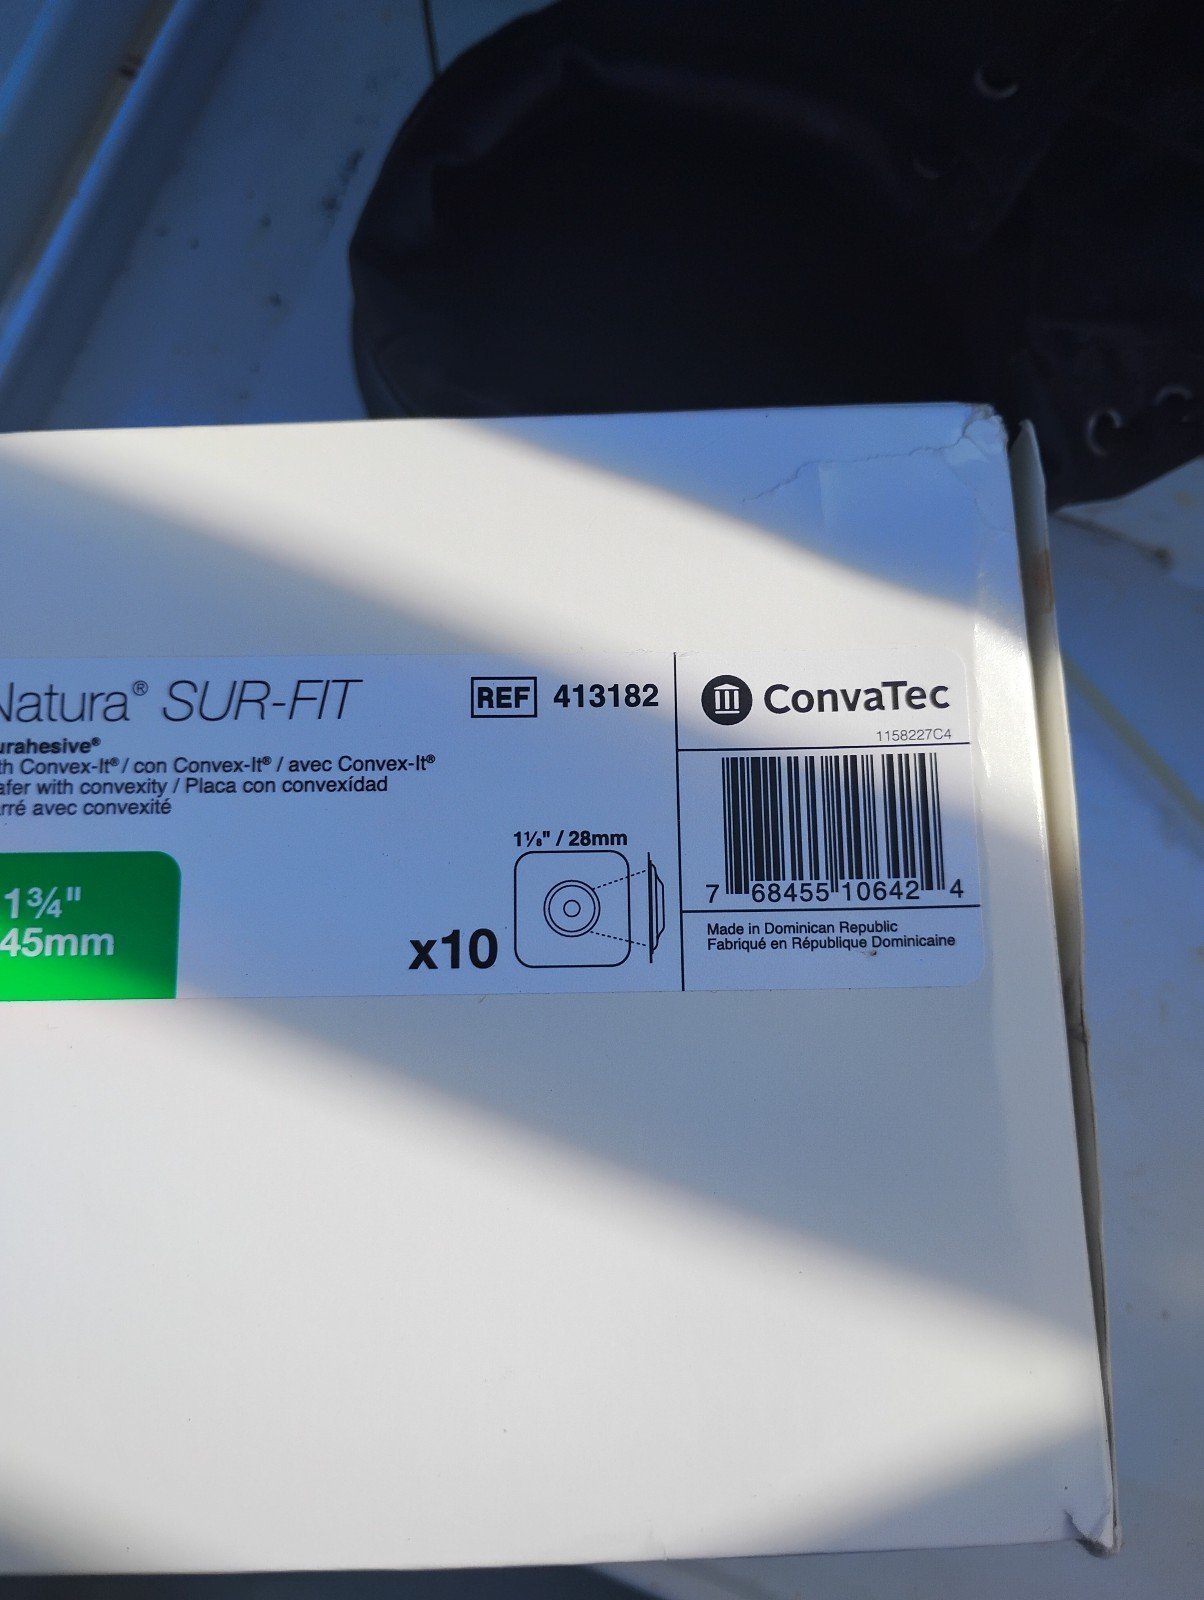 Natura® SUR-FIT
REF 413182
urahesive®
th Convex-It® / con Convex-It® / avec Convex-It®
afer with convexity / Placa con convexídad
arré avec convexité
1¾"
45mm
x10
1⅛" / 28mm
ConvaTec
1158227C4
7 68455 10642 4
Made in Dominican Republic
Fabriqué en République Dominicaine